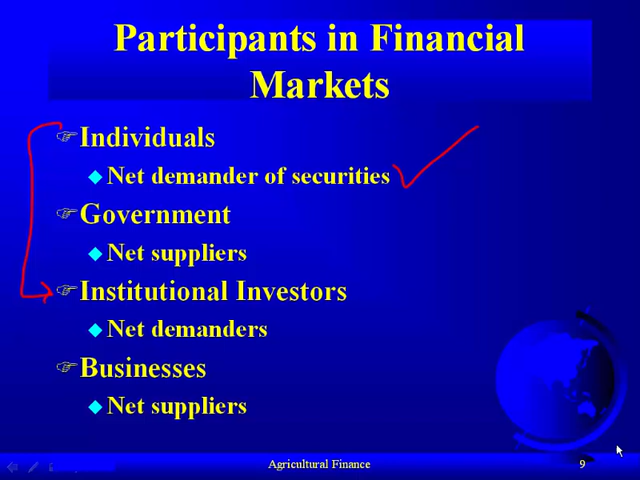 Participants in Financial
Markets
Individuals
Net demander of securities
Government
Net suppliers
Institutional Investors
Net demanders
Businesses
Net suppliers
Agricultural Finance
9